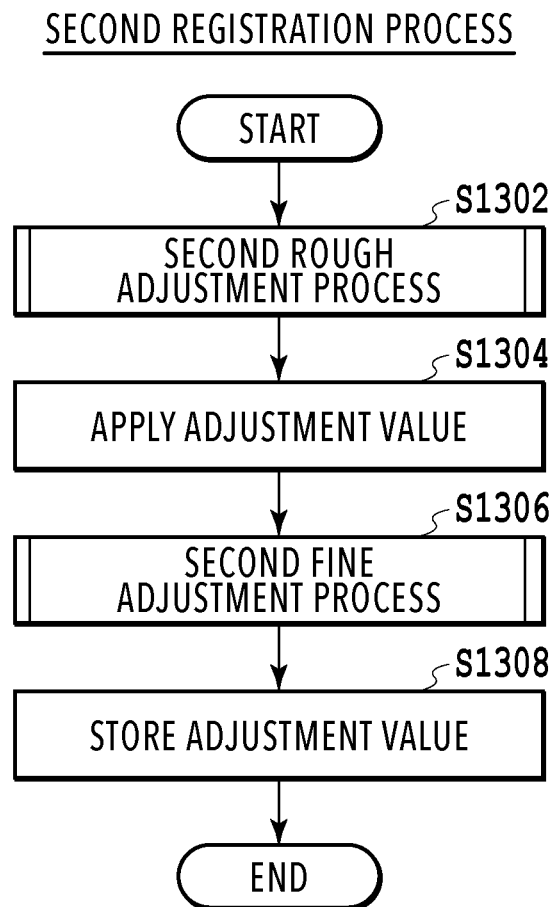 SECOND REGISTRATION PROCESS
START
S1302
SECOND ROUGH
ADJUSTMENT PROCESS
S1304
APPLY ADJUSTMENT VALUE
S1306
SECOND FINE
ADJUSTMENT PROCESS
S1308
STORE ADJUSTMENT VALUE
END